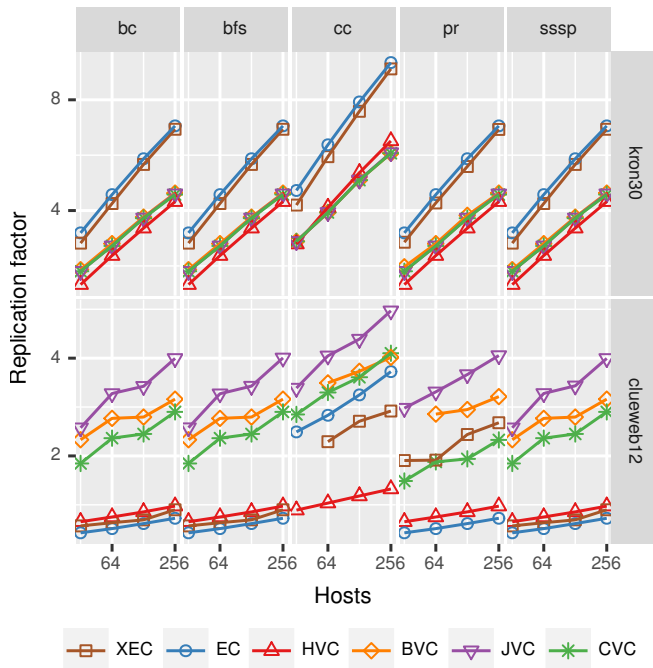 bc bfs cc pr sssp
8
4
kron30
Replication factor
4
2
clueweb12
64 256 64 256 64 256 64 256 64 256
Hosts
XEC EC HVC BVC JVC CVC